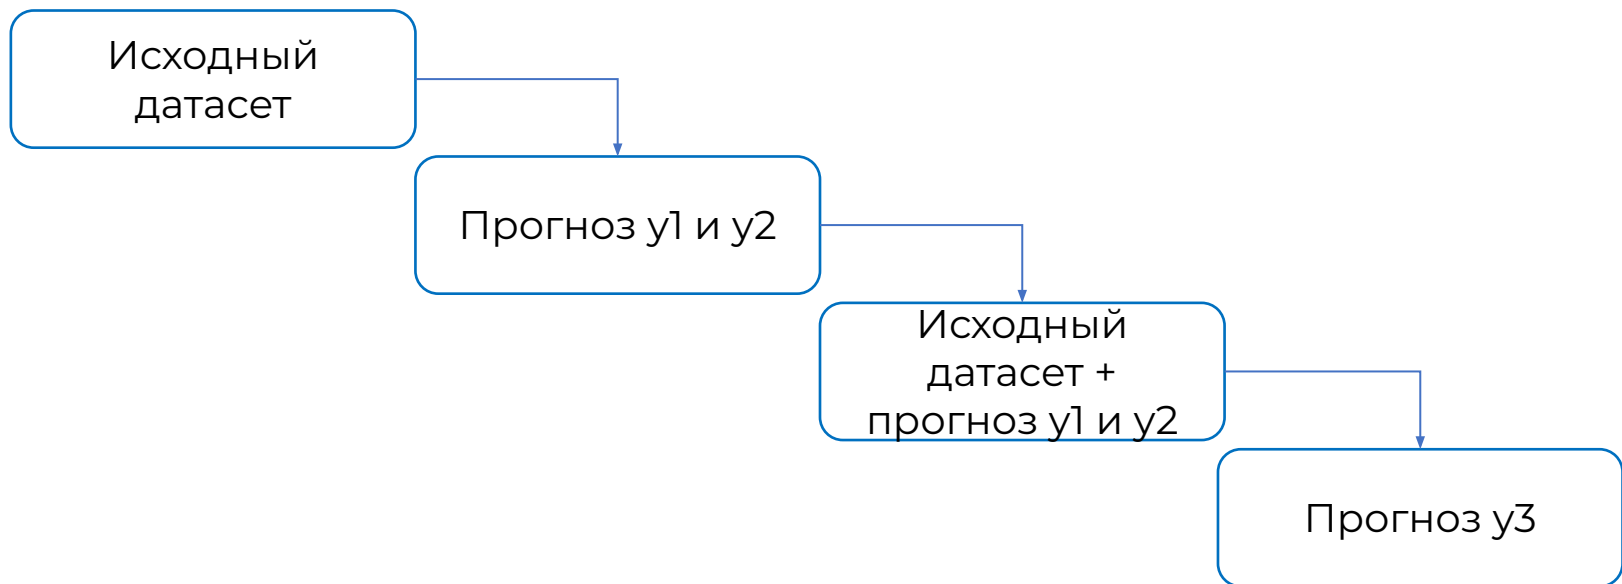 Исходный
датасет
Прогноз y1 и y2
Исходный
датасет +
прогноз y1 и y2
Прогноз y3